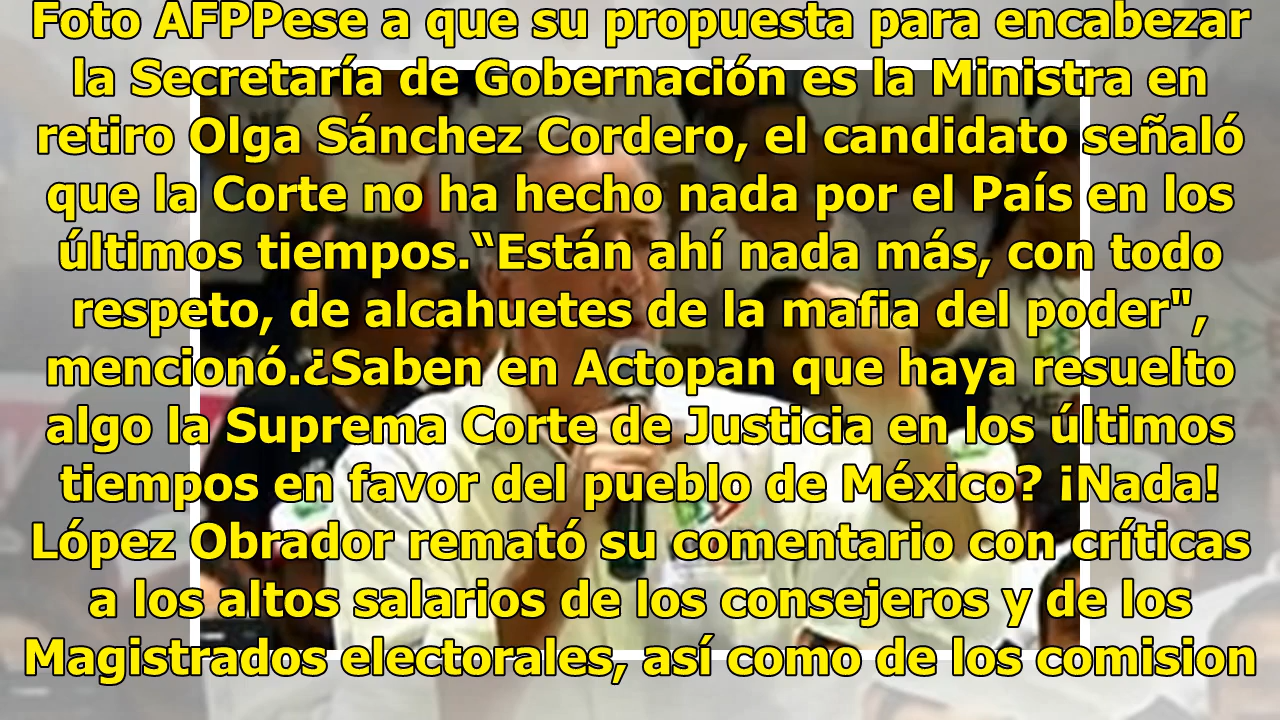 Foto AFPPese a que su propuesta para encabezar
la Secretaría de Gobernación es la Ministra en
retiro Olga Sánchez Cordero, el candidato señaló
que la Corte no ha hecho nada por el País en los
últimos tiempos.“Están ahí nada más, con todo
respeto, de alcahuetes de la mafia del poder",
mencionó.¿Saben en Actopan que haya resuelto
algo la Suprema Corte de Justicia en los últimos
tiempos en favor del pueblo de México? ¡Nada!
López Obrador remató su comentario con críticas
a los altos salarios de los consejeros y de los
Magistrados electorales, así como de los comision